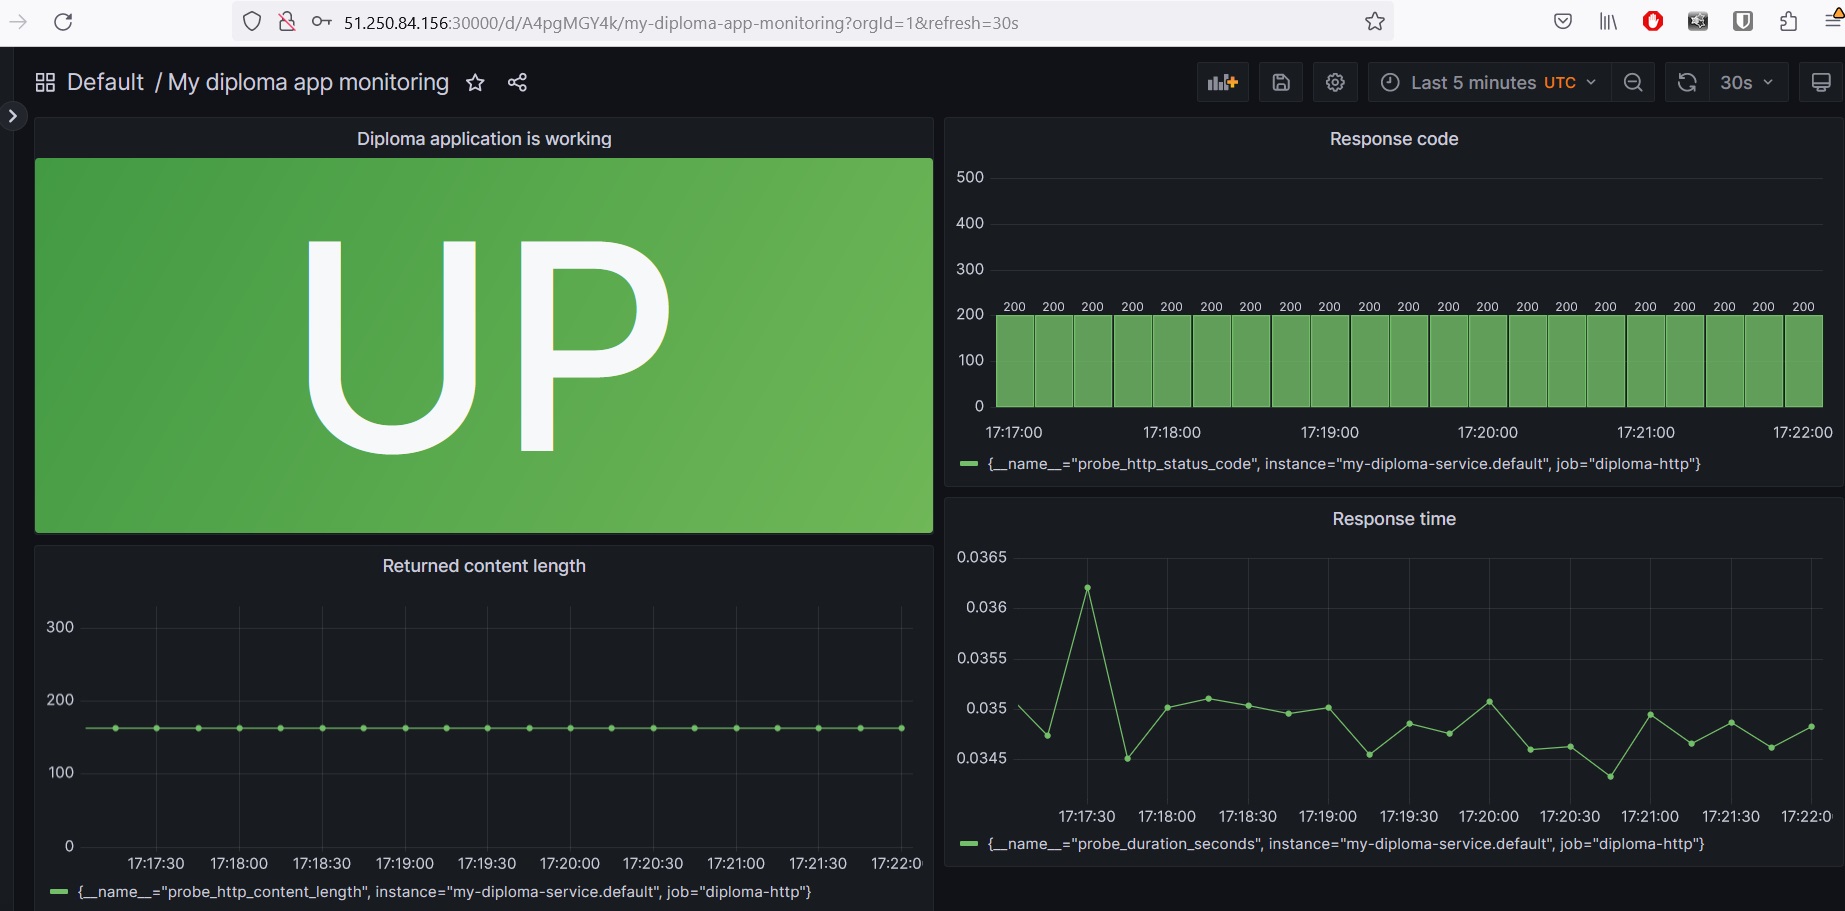 51.250.84.156:30000/d/A4pgMGY4k/my-diploma-app-monitoring?orgId=1&refresh=30s
Default / My diploma app monitoring
Last 5 minutes UTC
30s
Diploma application is working
UP
Response code
500
400
300
200 200 200 200 200 200 200 200 200 200 200 200 200 200 200 200 200 200 200 200 200
200
100
0
17:17:00 17:18:00 17:19:00 17:20:00 17:21:00 17:22:00
{__name__="probe_http_status_code", instance="my-diploma-service.default", job="diploma-http"}
Returned content length
300
200
100
0
17:17:30 17:18:00 17:18:30 17:19:00 17:19:30 17:20:00 17:20:30 17:21:00 17:21:30 17:22:0
{__name__="probe_http_content_length", instance="my-diploma-service.default", job="diploma-http"}
Response time
0.0365
0.036
0.0355
0.035
0.0345
17:17:30 17:18:00 17:18:30 17:19:00 17:19:30 17:20:00 17:20:30 17:21:00 17:21:30 17:22:0
{__name__="probe_duration_seconds", instance="my-diploma-service.default", job="diploma-http"}